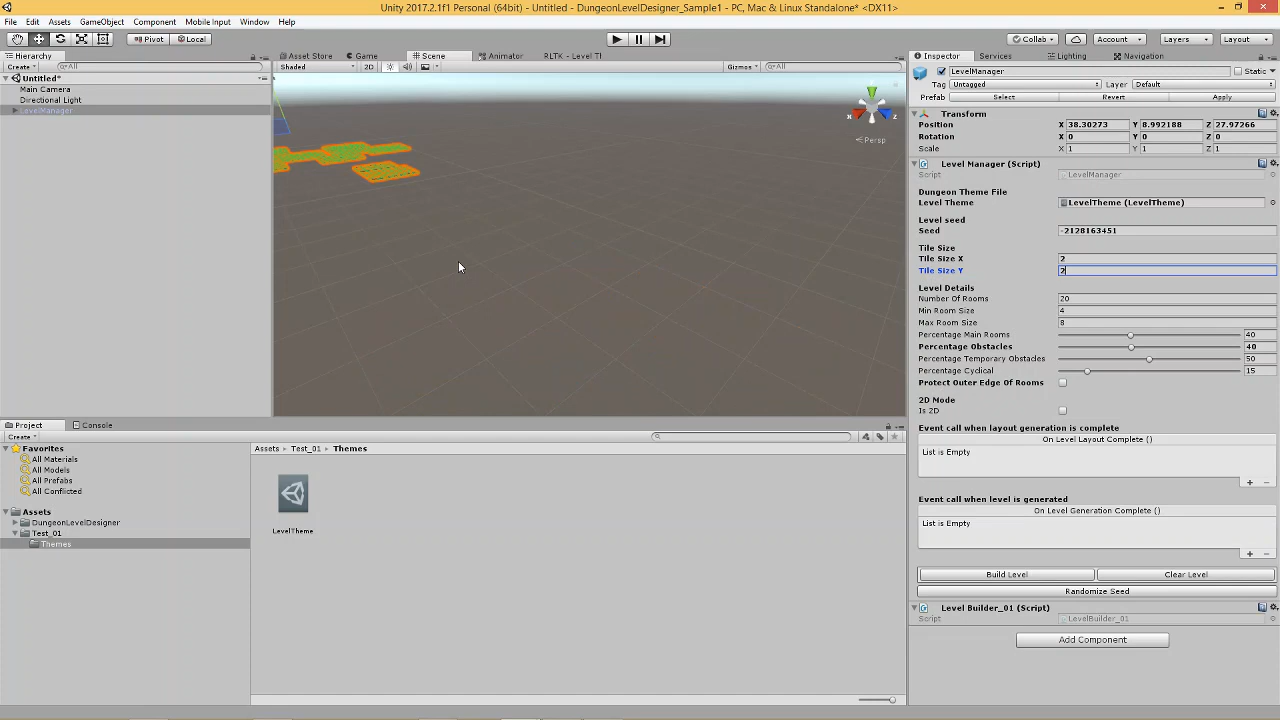 Unity 2017.2.1f1 Personal (64bit) - Untitled - DungeonLevelDesigner_Sample1 - PC, Mac & Linux Standalone* <DX11>
File Edit Assets GameObject Component Mobile Input Window Help
Pivot Local Collab Account Layers Layout
Hierarchy Asset Store Game Scene Animator RLTK - Level Tl Inspector Services Lighting Navigation
Create All Shaded 2D Gizmos All LevelManager Static
Untitled*
Main Camera
Directional Light
LevelManager
X Z
Persp
Tag Untagged Layer Default
Prefab Select Revert Apply
Transform
Position X 38.30273 Y 8.992188 Z 27.97266
Rotation X 0 Y 0 Z 0
Scale X 1 Y 1 Z 1
Level Manager (Script)
Script LevelManager
Dungeon Theme File
Level Theme LevelTheme (LevelTheme)
Level seed
Seed -2128163451
Tile Size
Tile Size X 2
Tile Size Y 2
Level Details
Number Of Rooms 20
Min Room Size 4
Max Room Size 8
Percentage Main Rooms 40
Percentage Obstacles 40
Percentage Temporary Obstacles 50
Percentage Cyclical 15
Protect Outer Edge Of Rooms
2D Mode
Is 2D
Event call when layout generation is complete
On Level Layout Complete ()
List is Empty
+ -
Event call when level is generated
On Level Generation Complete ()
List is Empty
+ -
Build Level Clear Level
Randomize Seed
Level Builder_01 (Script)
Script LevelBuilder_01
Add Component
Project Console
Create
Favorites
All Materials
All Models
All Prefabs
All Conflicted
Assets
DungeonLevelDesigner
Test_01
Themes
Assets Test_01 Themes
LevelTheme